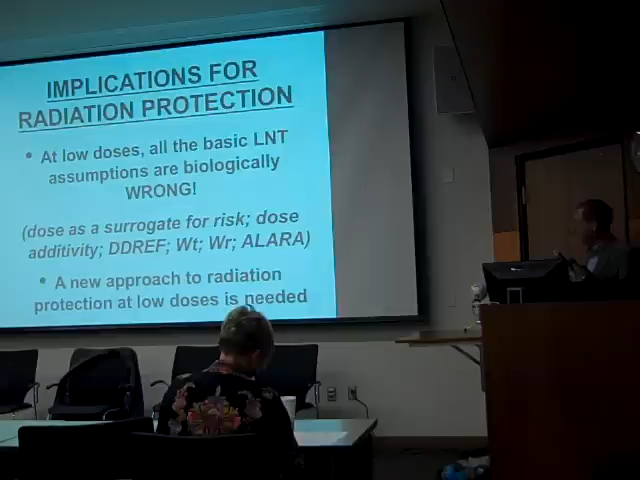 IMPLICATIONS FOR
RADIATION PROTECTION
• At low doses, all the basic LNT
assumptions are biologically
WRONG!
(dose as a surrogate for risk; dose
additivity; DDREF; Wt; Wr; ALARA)
• A new approach to radiation
protection at low doses is needed